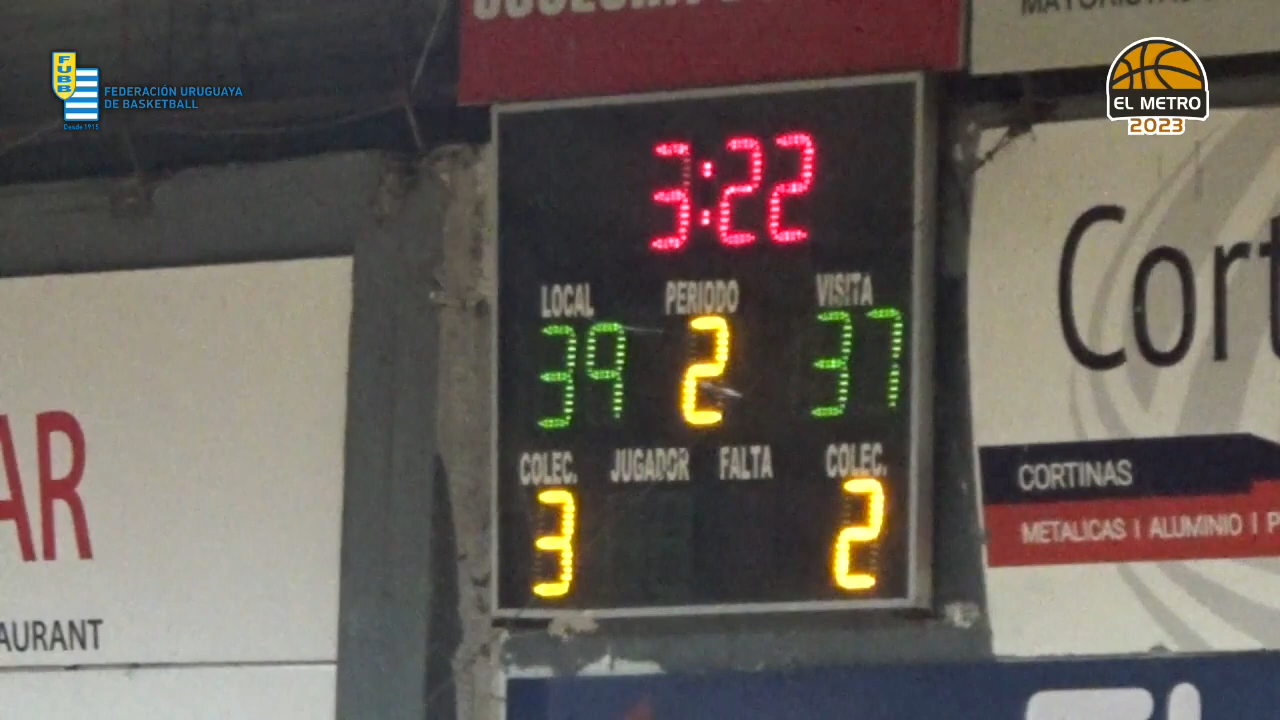 FUBB
FEDERACIÓN URUGUAYA
DE BASKETBALL
Desde 1915
EL METRO
2023
3:22
LOCAL PERIODO VISITA
39 2 37
COLEC. JUGADOR FALTA COLEC.
3 2
AR
AURANT
Cort
CORTINAS
METALICAS | ALUMINIO | P